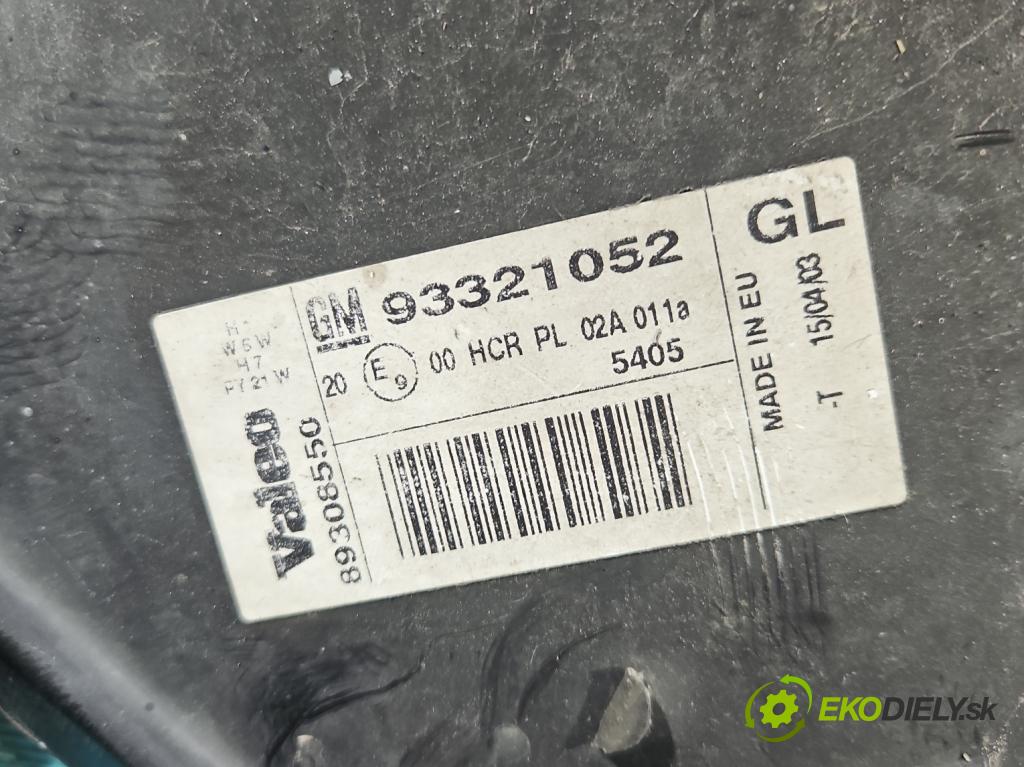 H7
W5W
H7
PY21W
Valeo
89308550
GM 93321052
20 E9 00 HCR PL 02A 011a
5405
GL
MADE IN EU
-T 15/04/03
EKODIELY.sk